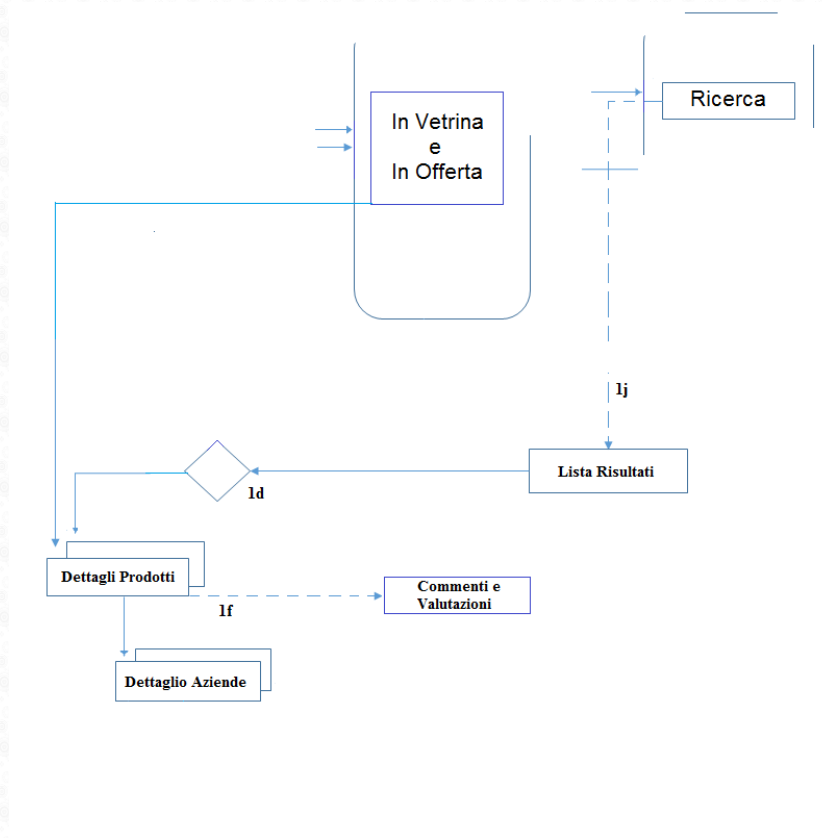 In Vetrina
e
In Offerta
Ricerca
1j
Lista Risultati
1d
Dettagli Prodotti
Commenti e
Valutazioni
1f
Dettaglio Aziende